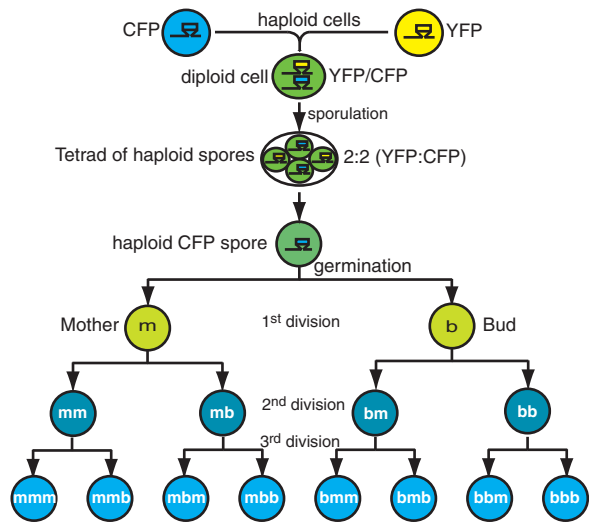 CFP haploid cells YFP
diploid cell YFP/CFP
sporulation
Tetrad of haploid spores 2:2 (YFP:CFP)
haploid CFP spore
germination
Mother m 1st division b Bud
mm mb 2nd division bm bb
3rd division
mmm mmb mbm mbb bmm bmb bbm bbb